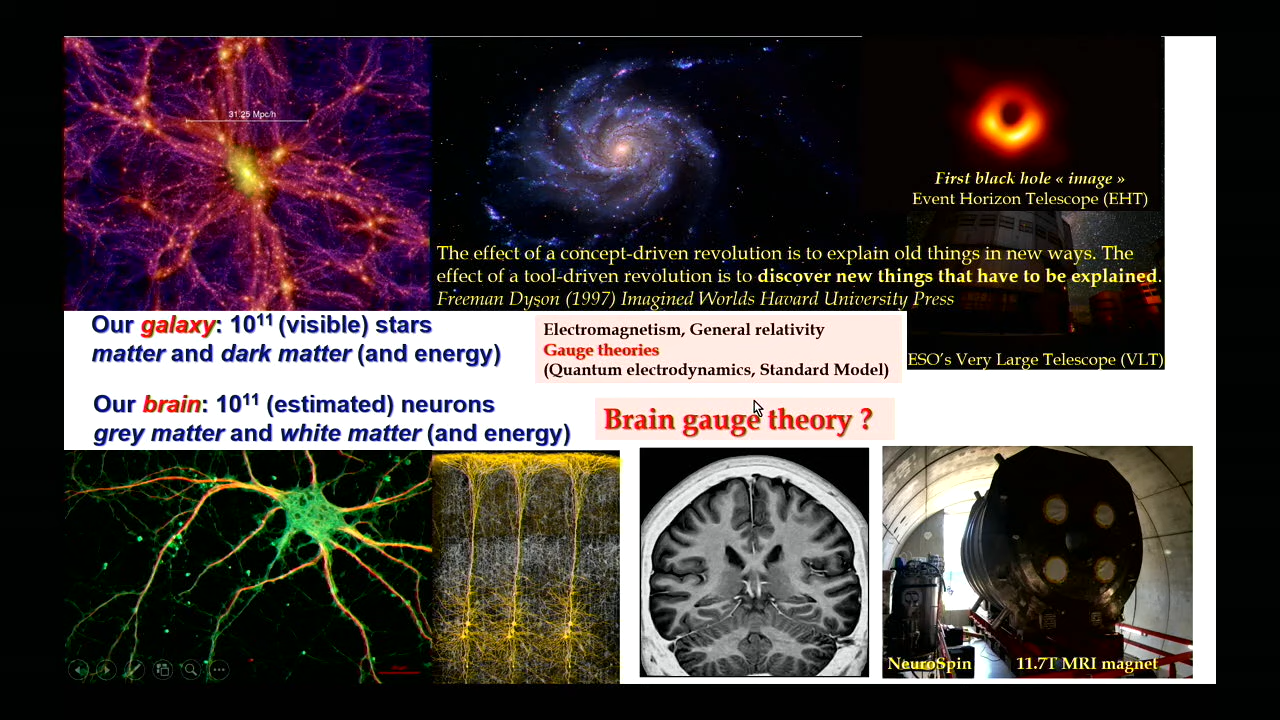 31.25 Mpc/h
First black hole « image »
Event Horizon Telescope (EHT)
The effect of a concept-driven revolution is to explain old things in new ways. The
effect of a tool-driven revolution is to discover new things that have to be explained.
Freeman Dyson (1997) Imagined Worlds Havard University Press
ESO's Very Large Telescope (VLT)
Our galaxy: 10¹¹ (visible) stars
matter and dark matter (and energy)
Electromagnetism, General relativity
Gauge theories
(Quantum electrodynamics, Standard Model)
Our brain: 10¹¹ (estimated) neurons
grey matter and white matter (and energy)
Brain gauge theory ?
NeuroSpin
11.7T MRI magnet